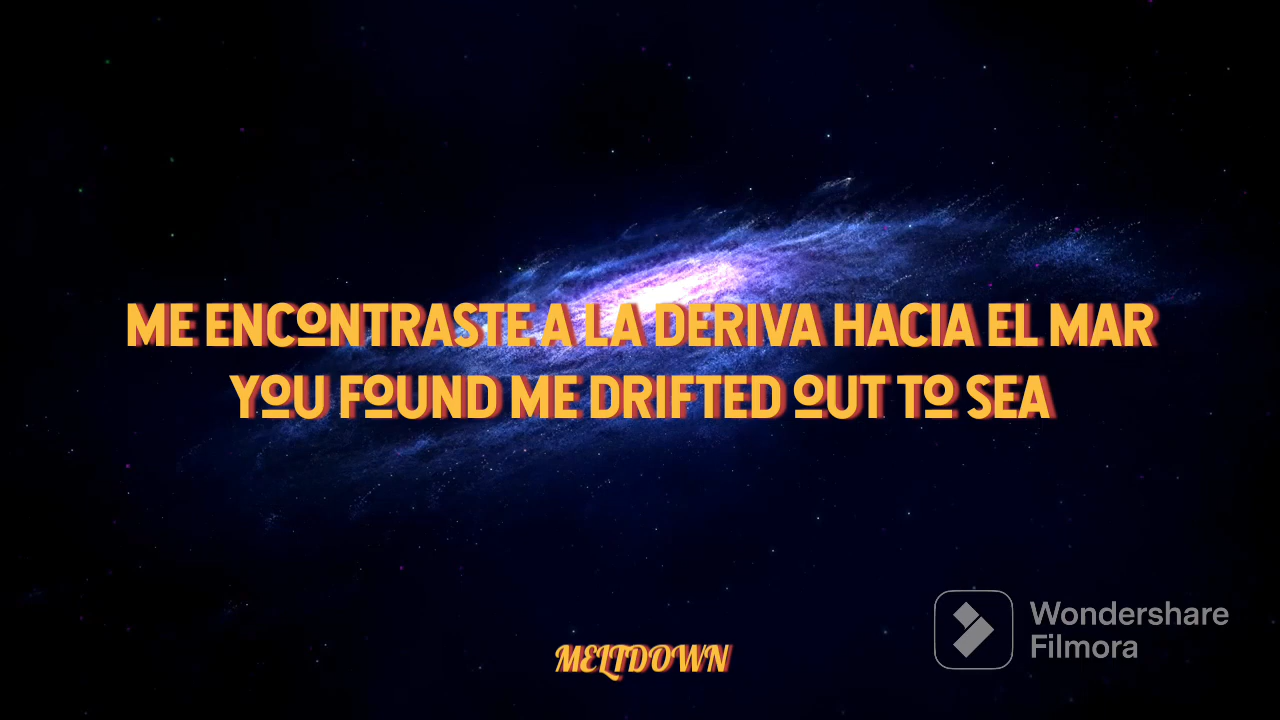 ME ENCONTRASTE A LA DERIVA HACIA EL MAR
YOU FOUND ME DRIFTED OUT TO SEA
MELTDOWN
Wondershare
Filmora